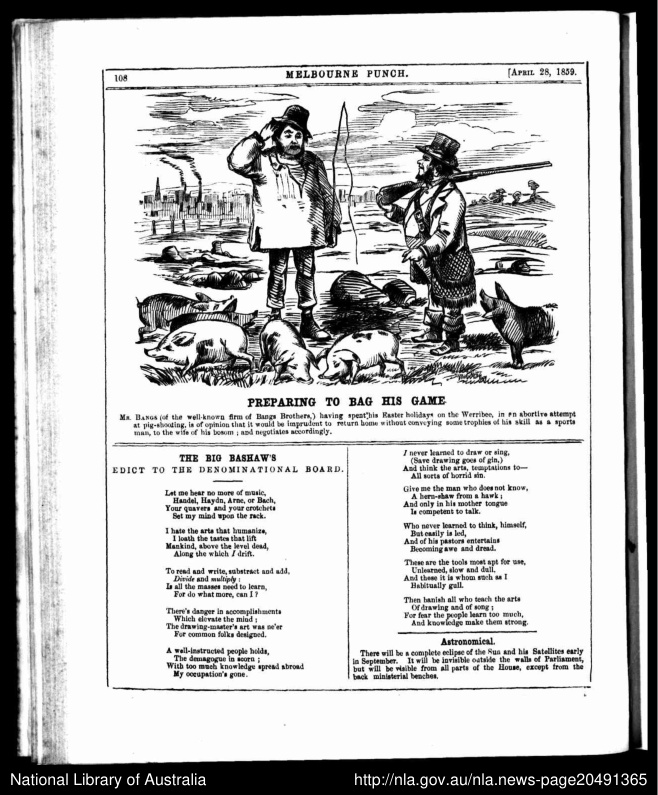 108
MELBOURNE PUNCH.
[APRIL 28, 1859.
PREPARING TO BAG HIS GAME
MR. BANGS (of the well-known firm of Bangs Brothers,) having spent his Easter holidays on the Werribee, in an abortive attempt
at pig-shooting, is of opinion that it would be imprudent to return home without conveying some trophies of his skill as a sports
man, to the wife of his bosom ; and negotiates accordingly.
THE BIG BASHAW'S
EDICT TO THE DENOMINATIONAL BOARD.
Let me hear no more of music,
Handel, Haydn, Arne, or Bach,
Your quavers and your crotchets
Set my mind upon the rack.
I hate the arts that humanize,
I loath the tastes that lift
Mankind, above the level dead,
Along the which I drift.
To read and write, substract and add,
Divide and multiply :
Is all the masses need to learn,
For do what more, can I ?
There's danger in accomplishments
Which elevate the mind ;
The drawing-master's art was ne'er
For common folks designed.
A well-instructed people holds,
The demagogue in scorn ;
With too much knowledge spread abroad
My occupation's gone.
I never learned to draw or sing,
(Save drawing goes of gin,)
And think the arts, temptations to—
All sorts of horrid sin.
Give me the man who does not know,
A hern-shaw from a hawk ;
And only in his mother tongue
Is competent to talk.
Who never learned to think, himself,
But easily is led,
And of his pastors entertains
Becoming awe and dread.
These are the tools most apt for use,
Unlearned, slow and dull,
And these it is whom such as I
Habitually gull.
Then banish all who teach the arts
Of drawing and of song ;
For fear the people learn too much,
And knowledge make them strong.
Astronomical.
There will be a complete eclipse of the Sun and his Satellites early
in September. It will be invisible outside the walls of Parliament,
but will be visible from all parts of the House, except from the
back ministerial benches.
National Library of Australia
http://nla.gov.au/nla.news-page20491365